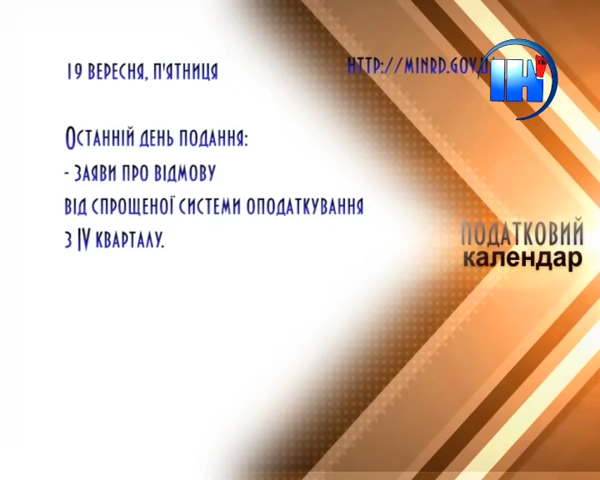 19 ВЕРЕСНЯ, П'ЯТНИЦЯ
HTTP://MINRD.GOV.
ОСТАННІЙ ДЕНЬ ПОДАННЯ:
- ЗАЯВИ ПРО ВІДМОВУ
ВІД СПРОЩЕНОЇ СИСТЕМИ ОПОДАТКУВАННЯ
З IV КВАРТАЛУ.
ПОДАТКОВИЙ
календар